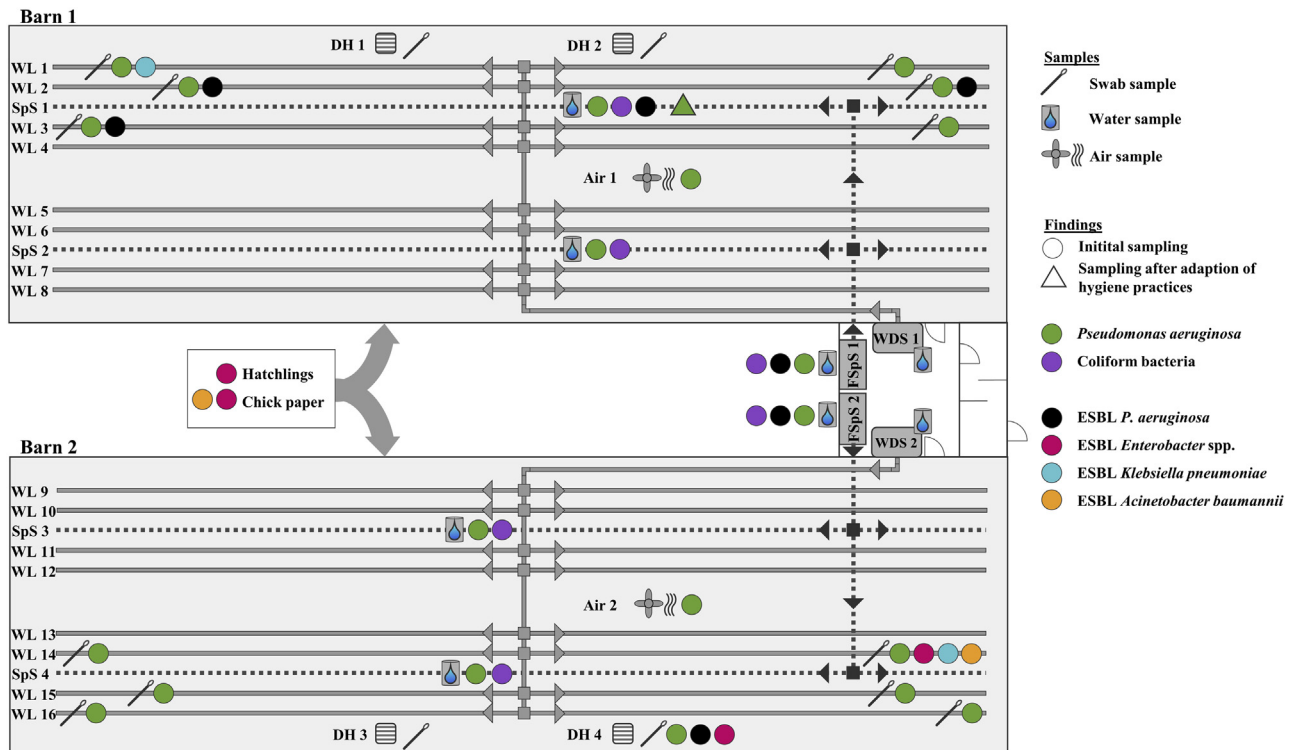 Barn 1
DH 1
DH 2
WL 1
WL 2
SpS 1
WL 3
WL 4
Air 1
WL 5
WL 6
SpS 2
WL 7
WL 8
WDS 1
FSpS 1
Hatchlings
Chick paper
FSpS 2
WDS 2
Barn 2
WL 9
WL 10
SpS 3
WL 11
WL 12
Air 2
WL 13
WL 14
SpS 4
WL 15
WL 16
DH 3
DH 4
Samples
Swab sample
Water sample
Air sample
Findings
Initital sampling
Sampling after adaption of
hygiene practices
Pseudomonas aeruginosa
Coliform bacteria
ESBL P. aeruginosa
ESBL Enterobacter spp.
ESBL Klebsiella pneumoniae
ESBL Acinetobacter baumannii